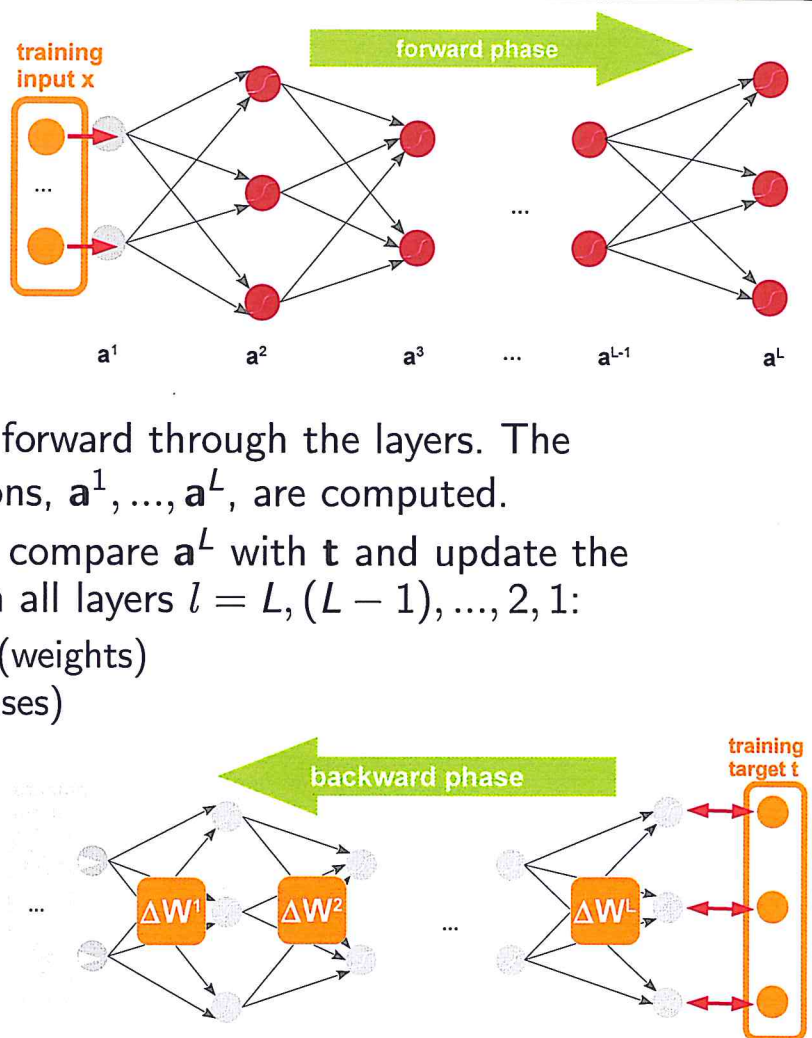 training
input x
forward phase
...
...
a¹ a² a³ ... aᴸ⁻¹ aᴸ
forward through the layers. The
ons, a¹, ..., aᴸ, are computed.
compare aᴸ with t and update the
all layers l = L, (L − 1), ..., 2, 1:
(weights)
ses)
backward phase
training
target t
... ΔW¹ ΔW² ... ΔWᴸ